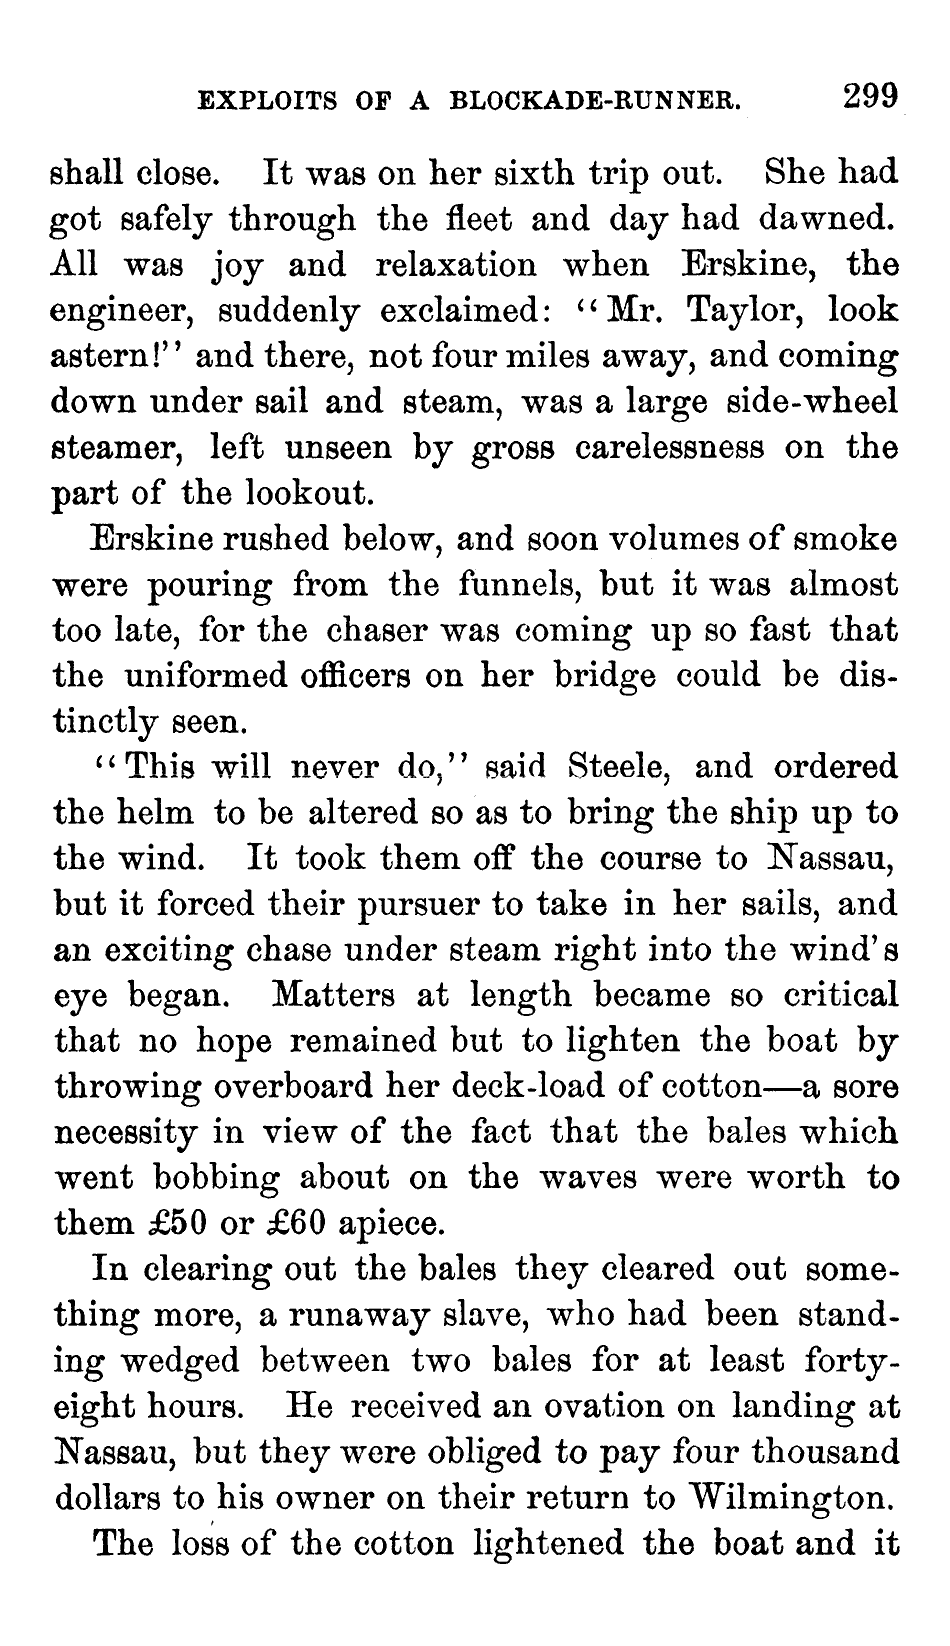 EXPLOITS OF A BLOCKADE-RUNNER. 299
shall close. It was on her sixth trip out. She had
got safely through the fleet and day had dawned.
All was joy and relaxation when Erskine, the
engineer, suddenly exclaimed: “Mr. Taylor, look
astern!” and there, not four miles away, and coming
down under sail and steam, was a large side-wheel
steamer, left unseen by gross carelessness on the
part of the lookout.
Erskine rushed below, and soon volumes of smoke
were pouring from the funnels, but it was almost
too late, for the chaser was coming up so fast that
the uniformed officers on her bridge could be dis-
tinctly seen.
“This will never do,” said Steele, and ordered
the helm to be altered so as to bring the ship up to
the wind. It took them off the course to Nassau,
but it forced their pursuer to take in her sails, and
an exciting chase under steam right into the wind's
eye began. Matters at length became so critical
that no hope remained but to lighten the boat by
throwing overboard her deck-load of cotton—a sore
necessity in view of the fact that the bales which
went bobbing about on the waves were worth to
them £50 or £60 apiece.
In clearing out the bales they cleared out some-
thing more, a runaway slave, who had been stand-
ing wedged between two bales for at least forty-
eight hours. He received an ovation on landing at
Nassau, but they were obliged to pay four thousand
dollars to his owner on their return to Wilmington.
The loss of the cotton lightened the boat and it